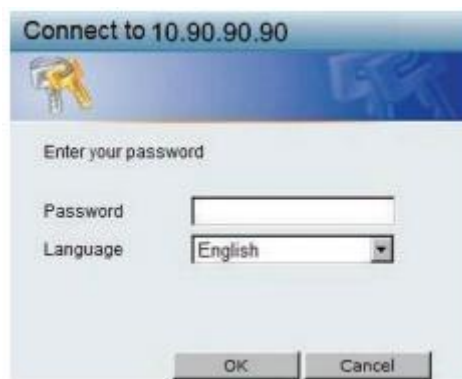 Connect to 10.90.90.90
Enter your password
Password
Language English
OK Cancel